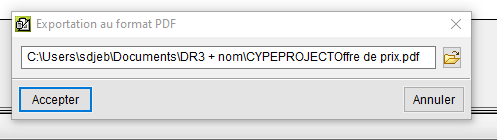 Exportation au format PDF
C:\Users\sdjeb\Documents\DR3 + nom\CYPEPROJECTOffre de prix.pdf
Accepter Annuler